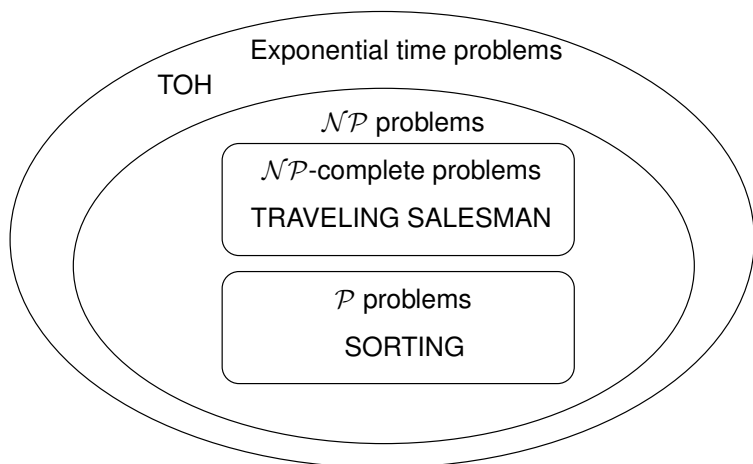 Exponential time problems
TOH
𝒩𝒫 problems
𝒩𝒫-complete problems
TRAVELING SALESMAN
𝒫 problems
SORTING